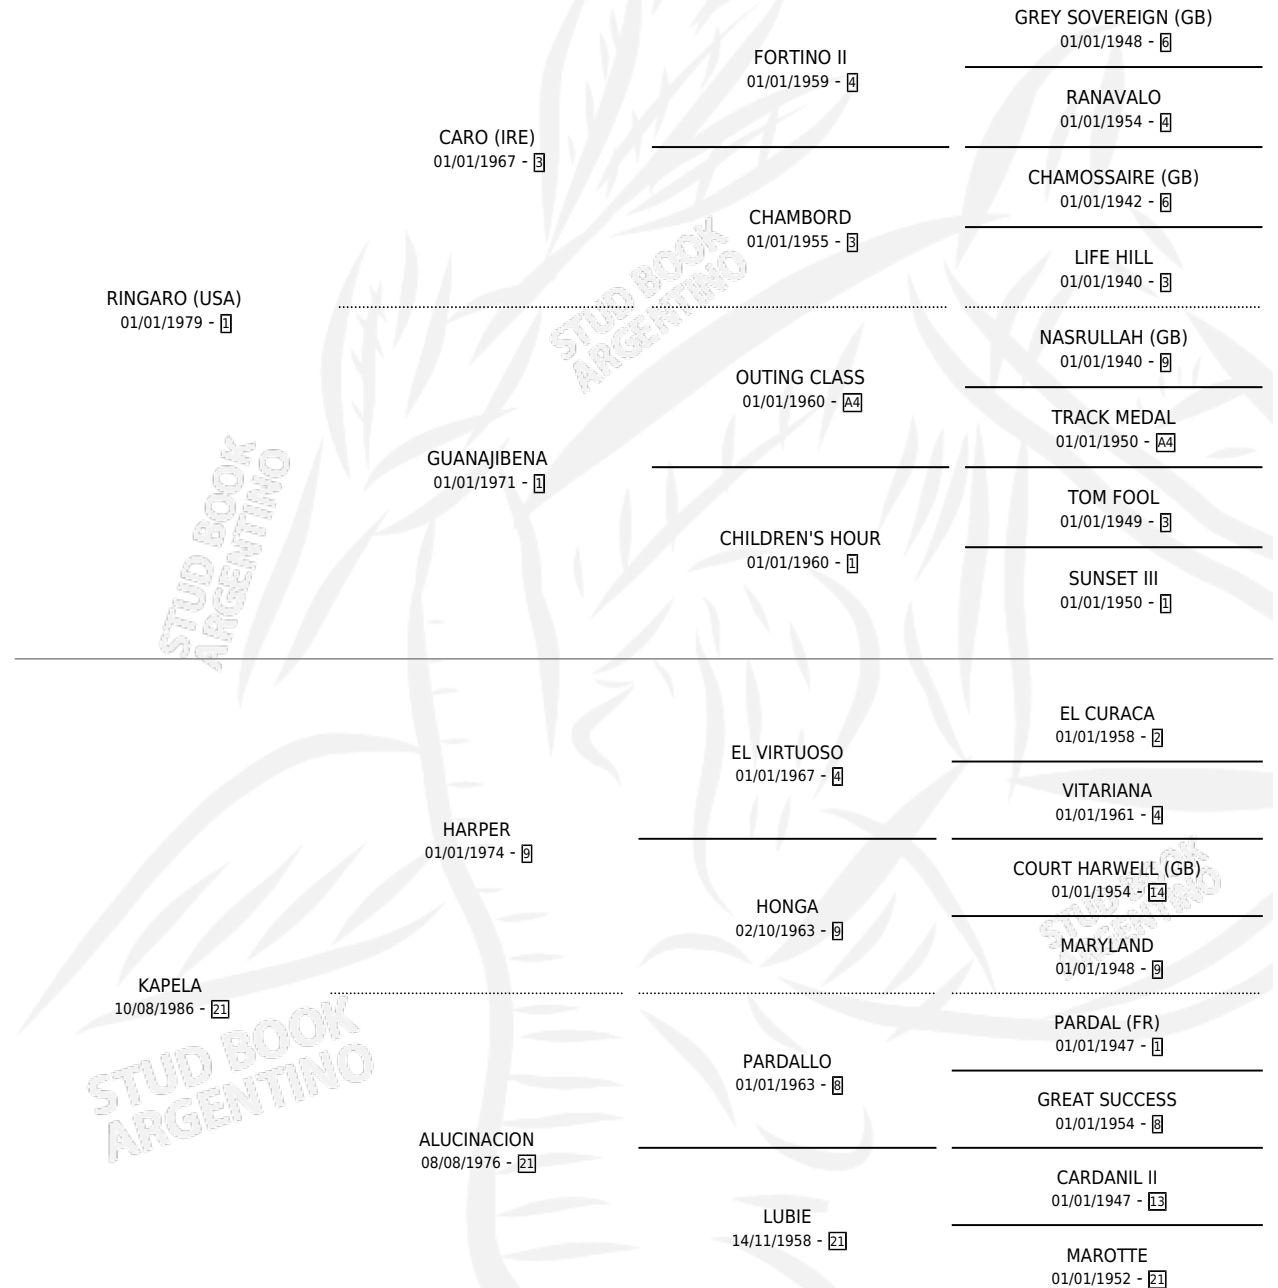 GREY SOVEREIGN (GB)
01/01/1948 - 6
FORTINO II
01/01/1959 - 4
RANAVALO
01/01/1954 - 4
CARO (IRE)
01/01/1967 - 3
CHAMOSSAIRE (GB)
01/01/1942 - 6
CHAMBORD
01/01/1955 - 3
LIFE HILL
01/01/1940 - 3
RINGARO (USA)
01/01/1979 - 1
STUD BOOK
ARGENTINO
NASRULLAH (GB)
01/01/1940 - 9
OUTING CLASS
01/01/1960 - A4
TRACK MEDAL
01/01/1950 - A4
GUANAJIBENA
01/01/1971 - 1
TOM FOOL
01/01/1949 - 3
CHILDREN'S HOUR
01/01/1960 - 1
SUNSET III
01/01/1950 - 1
STUD BOOK
ARGENTINO
EL CURACA
01/01/1958 - 2
EL VIRTUOSO
01/01/1967 - 4
VITARIANA
01/01/1961 - 4
HARPER
01/01/1974 - 9
COURT HARWELL (GB)
01/01/1954 - 14
HONGA
02/10/1963 - 9
STUD BOOK
ARGENTINO
MARYLAND
01/01/1948 - 9
KAPELA
10/08/1986 - 21
STUD BOOK
ARGENTINO
PARDAL (FR)
01/01/1947 - 1
PARDALLO
01/01/1963 - 8
GREAT SUCCESS
01/01/1954 - 8
ALUCINACION
08/08/1976 - 21
CARDANIL II
01/01/1947 - 13
LUBIE
14/11/1958 - 21
MAROTTE
01/01/1952 - 21